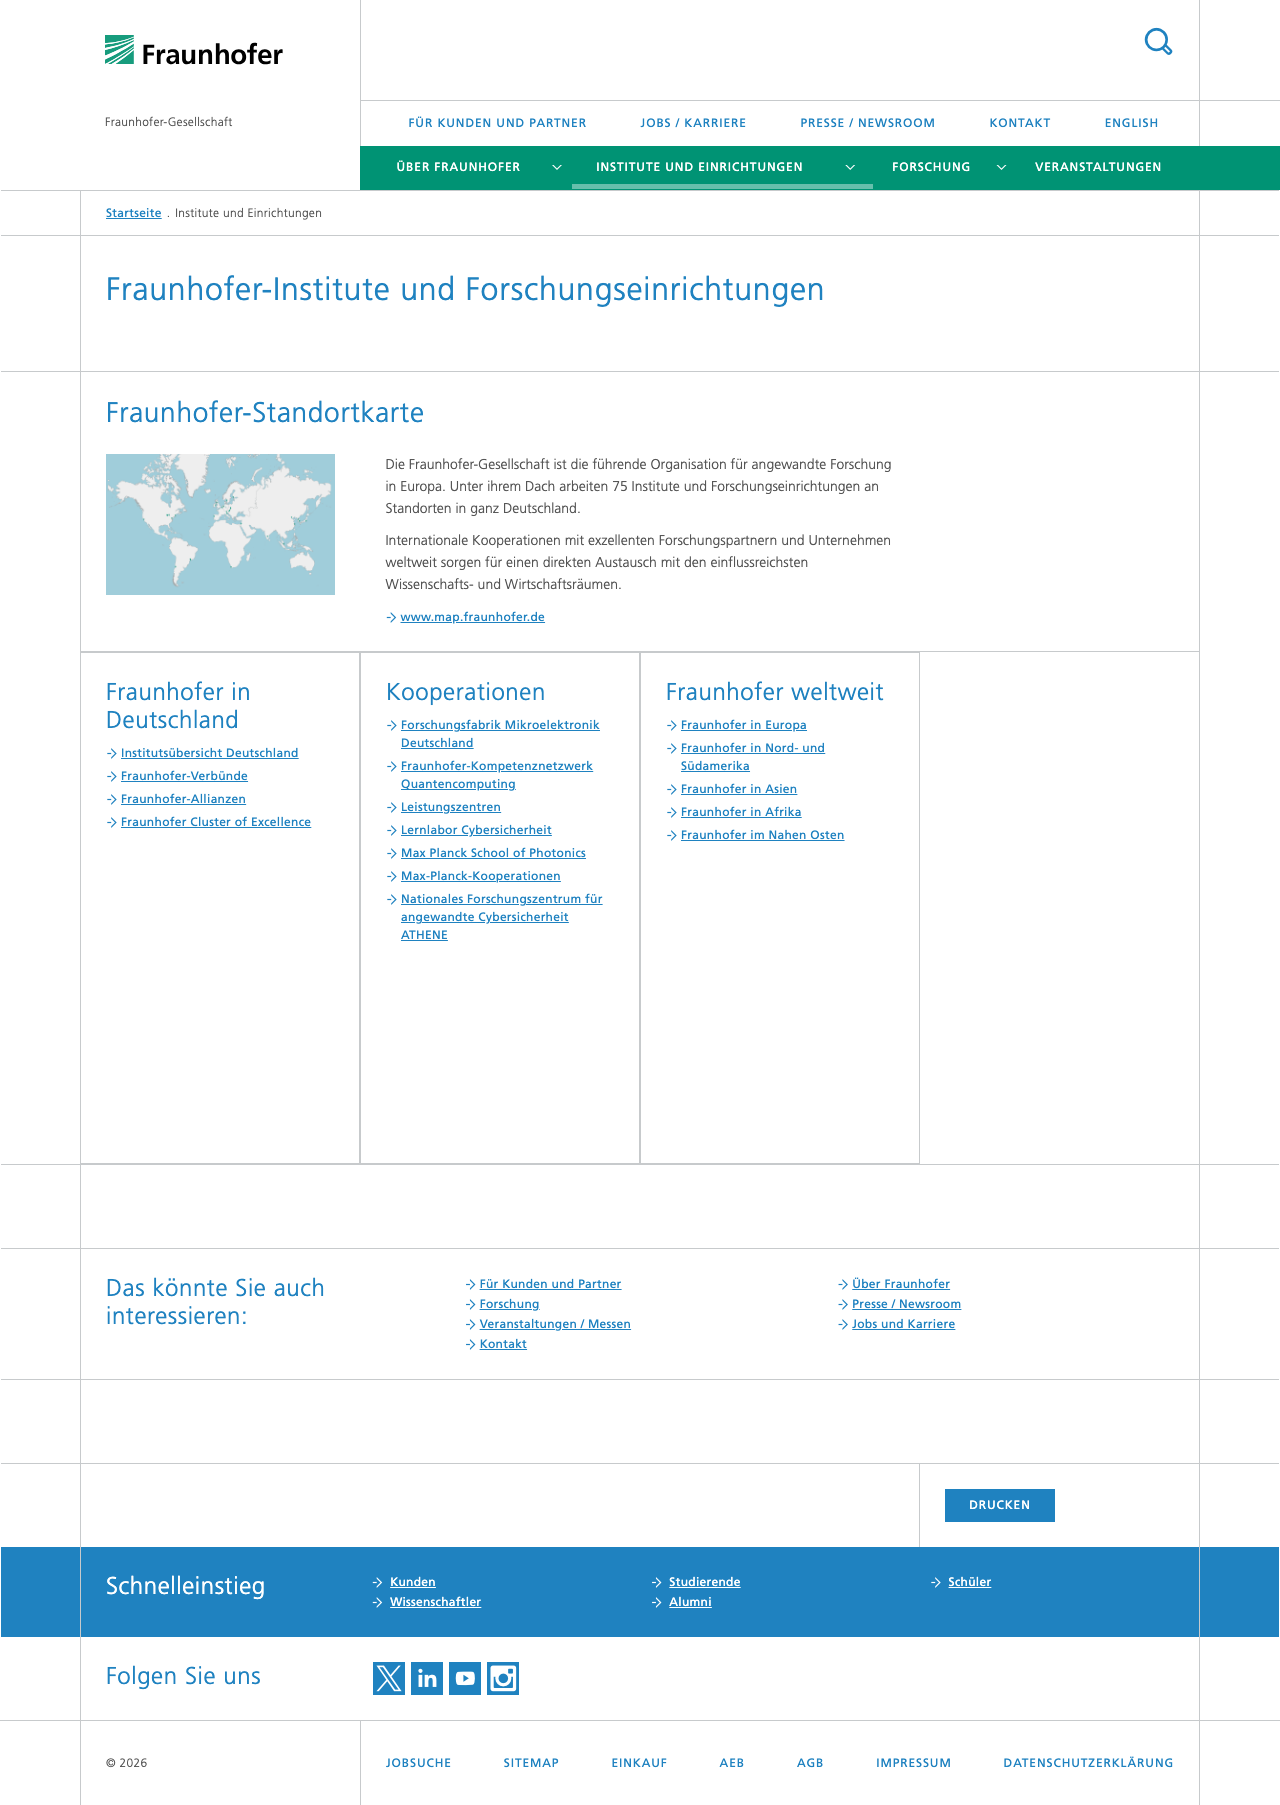 Fraunhofer
Fraunhofer-Gesellschaft
FÜR KUNDEN UND PARTNER
JOBS / KARRIERE
PRESSE / NEWSROOM
KONTAKT
ENGLISH
ÜBER FRAUNHOFER
INSTITUTE UND EINRICHTUNGEN
FORSCHUNG
VERANSTALTUNGEN
Startseite . Institute und Einrichtungen
Fraunhofer-Institute und Forschungseinrichtungen
Fraunhofer-Standortkarte
Die Fraunhofer-Gesellschaft ist die führende Organisation für angewandte Forschung
in Europa. Unter ihrem Dach arbeiten 75 Institute und Forschungseinrichtungen an
Standorten in ganz Deutschland.
Internationale Kooperationen mit exzellenten Forschungspartnern und Unternehmen
weltweit sorgen für einen direkten Austausch mit den einflussreichsten
Wissenschafts- und Wirtschaftsräumen.
www.map.fraunhofer.de
Fraunhofer in
Deutschland
Institutsübersicht Deutschland
Fraunhofer-Verbünde
Fraunhofer-Allianzen
Fraunhofer Cluster of Excellence
Kooperationen
Forschungsfabrik Mikroelektronik
Deutschland
Fraunhofer-Kompetenznetzwerk
Quantencomputing
Leistungszentren
Lernlabor Cybersicherheit
Max Planck School of Photonics
Max-Planck-Kooperationen
Nationales Forschungszentrum für
angewandte Cybersicherheit
ATHENE
Fraunhofer weltweit
Fraunhofer in Europa
Fraunhofer in Nord- und
Südamerika
Fraunhofer in Asien
Fraunhofer in Afrika
Fraunhofer im Nahen Osten
Das könnte Sie auch
interessieren:
Für Kunden und Partner
Forschung
Veranstaltungen / Messen
Kontakt
Über Fraunhofer
Presse / Newsroom
Jobs und Karriere
DRUCKEN
Schnelleinstieg
Kunden
Wissenschaftler
Studierende
Alumni
Schüler
Folgen Sie uns
© 2026
JOBSUCHE
SITEMAP
EINKAUF
AEB
AGB
IMPRESSUM
DATENSCHUTZERKLÄRUNG